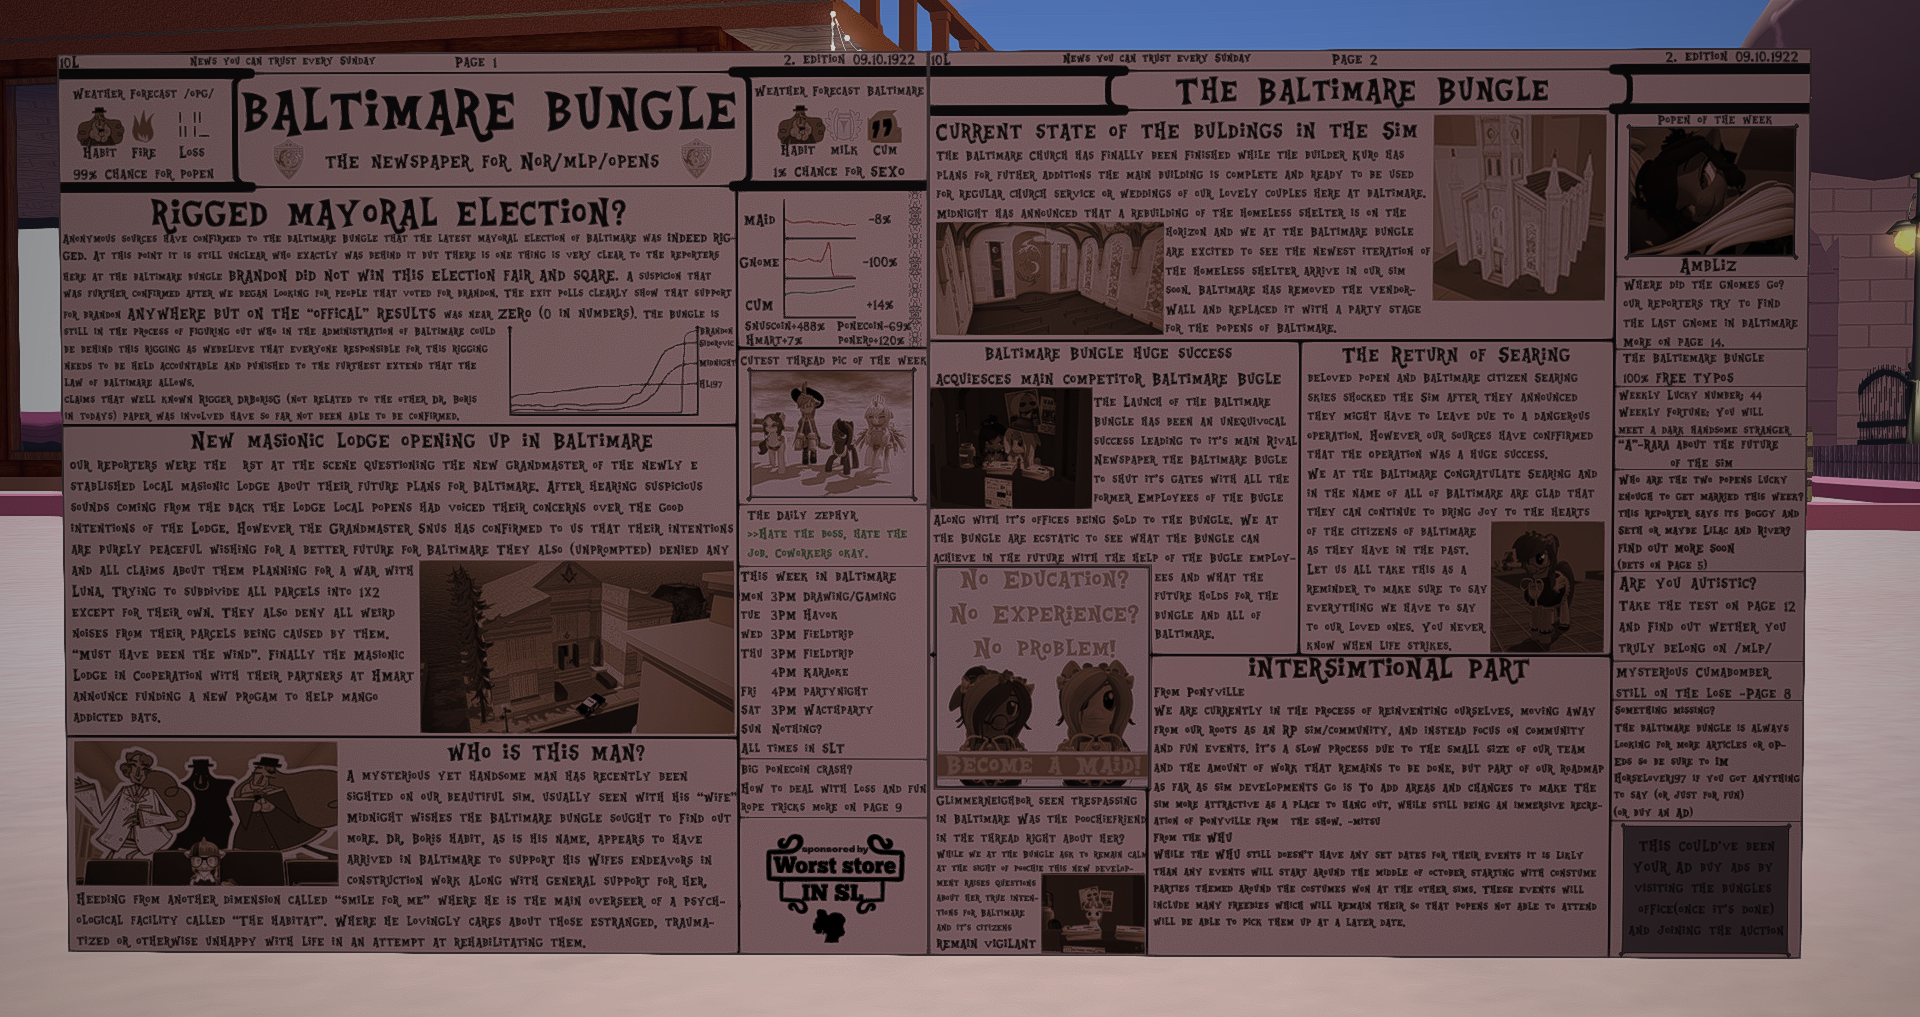 10L
NEWS YOU CAN TRUST EVERY SUNDAY
PAGE 1
2. EDITION 09.10.1922
WEATHER FORECAST /OPG/
HABIT FIRE LOSS
99% CHANCE FOR POPEN
BALTIMARE BUNGLE
THE NEWSPAPER FOR NOR/MLP/OPENS
WEATHER FORECAST BALTIMARE
HABIT MILK CUM
1% CHANCE FOR SEXO
RIGGED MAYORAL ELECTION?
ANONYMOUS SOURCES HAVE CONFIRMED TO THE BALTIMARE BUNGLE THAT THE LATEST MAYORAL ELECTION OF BALTIMARE WAS INDEED RIG-
GED. AT THIS POINT IT IS STILL UNCLEAR WHO EXACTLY WAS BEHIND IT BUT THERE IS ONE THING IS VERY CLEAR TO THE REPORTERS
HERE AT THE BALTIMARE BUNGLE BRANDON DID NOT WIN THIS ELECTION FAIR AND SQARE. A SUSPICION THAT
WAS FURTHER CONFIRMED AFTER WE BEGAN LOOKING FOR PEOPLE THAT VOTED FOR BRANDON. THE EXIT POLLS CLEARLY SHOW THAT SUPPORT
FOR BRANDON ANYWHERE BUT ON THE "OFFICAL" RESULTS WAS NEAR ZERO (0 IN NUMBERS). THE BUNGLE IS
STILL IN THE PROCESS OF FIGURING OUT WHO IN THE ADMINISTRATION OF BALTIMARE COULD
BE BEHIND THIS RIGGING AS WEBELIEVE THAT EVERYONE RESPONSIBLE FOR THIS RIGGING
NEEDS TO BE HELD ACCOUNTABLE AND PUNISHED TO THE FURTHEST EXTEND THAT THE
LAW OF BALTIMARE ALLOWS.
CLAIMS THAT WELL KNOWN RIGGER DRBORISG (NOT RELATED TO THE OTHER DR. BORIS
IN TODAYS) PAPER WAS INVOLVED HAVE SO FAR NOT BEEN ABLE TO BE CONFIRMED.
BRANDON
SIDOROVIC
MIDNIGHT
HL197
NEW MASIONIC LODGE OPENING UP IN BALTIMARE
OUR REPORTERS WERE THE RST AT THE SCENE QUESTIONING THE NEW GRANDMASTER OF THE NEWLY E
STABLISHED LOCAL MASIONIC LODGE ABOUT THEIR FUTURE PLANS FOR BALTIMARE. AFTER HEARING SUSPICIOUS
SOUNDS COMING FROM THE BACK THE LODGE LOCAL POPENS HAD VOICED THEIR CONCERNS OVER THE GOOD
INTENTIONS OF THE LODGE. HOWEVER THE GRANDMASTER SNUS HAS CONFIRMED TO US THAT THEIR INTENTIONS
ARE PURELY PEACEFUL WISHING FOR A BETTER FUTURE FOR BALTIMARE THEY ALSO (UNPROMPTED) DENIED ANY
AND ALL CLAIMS ABOUT THEM PLANNING FOR A WAR WITH
LUNA, TRYING TO SUBDIVIDE ALL PARCELS INTO 1X2
EXCEPT FOR THEIR OWN. THEY ALSO DENY ALL WEIRD
NOISES FROM THEIR PARCELS BEING CAUSED BY THEM.
"MUST HAVE BEEN THE WIND". FINALLY THE MASIONIC
LODGE IN COOPERATION WITH THEIR PARTNERS AT HMART
ANNOUNCE FUNDING A NEW PROGAM TO HELP MANGO
ADDICTED BATS.
WHO IS THIS MAN?
A MYSTERIOUS YET HANDSOME MAN HAS RECENTLY BEEN
SIGHTED ON OUR BEAUTIFUL SIM. USUALLY SEEN WITH HIS "WIFE"
MIDNIGHT WISHES THE BALTIMARE BUNGLE SOUGHT TO FIND OUT
MORE. DR. BORIS HABIT, AS IS HIS NAME, APPEARS TO HAVE
ARRIVED IN BALTIMARE TO SUPPORT HIS WIFES ENDEAVORS IN
CONSTRUCTION WORK ALONG WITH GENERAL SUPPORT FOR HER,
HEEDING FROM ANOTHER DIMENSION CALLED "SMILE FOR ME" WHERE HE IS THE MAIN OVERSEER OF A PSYCH-
OLOGICAL FACILITY CALLED "THE HABITAT". WHERE HE LOVINGLY CARES ABOUT THOSE ESTRANGED, TRAUMA-
TIZED OR OTHERWISE UNHAPPY WITH LIFE IN AN ATTEMPT AT REHABILITATING THEM.
MAID -8%
GNOME -100%
CUM +14%
SNUSCOIN+488% PONECOIN-69%
HMART+7% PONERO+120%
CUTEST THREAD PIC OF THE WEEK
THE DAILY ZEPHYR
>>HATE THE BOSS, HATE THE
JOB. COWORKERS OKAY.
THIS WEEK IN BALTIMARE
MON 3PM DRAWING/GAMING
TUE 3PM HAVOK
WED 3PM FIELDTRIP
THU 3PM FIELDTRIP
4PM KARAOKE
FRI 4PM PARTYNIGHT
SAT 3PM WACTHPARTY
SUN NOTHING?
ALL TIMES IN SLT
BIG PONECOIN CRASH?
HOW TO DEAL WITH LOSS AND FUN
ROPE TRICKS MORE ON PAGE 9
sponsored by
Worst store
IN SL
10L
NEWS YOU CAN TRUST EVERY SUNDAY
PAGE 2
2. EDITION 09.10.1922
THE BALTIMARE BUNGLE
CURRENT STATE OF THE BULDINGS IN THE SIM
THE BALTIMARE CHURCH HAS FINALLY BEEN FINISHED WHILE THE BUILDER KURO HAS
PLANS FOR FUTHER ADDITIONS THE MAIN BUILDING IS COMPLETE AND READY TO BE USED
FOR REGULAR CHURCH SERVICE OR WEDDINGS OF OUR LOVELY COUPLES HERE AT BALTIMARE.
MIDNIGHT HAS ANNOUNCED THAT A REBUILDING OF THE HOMELESS SHELTER IS ON THE
HORIZON AND WE AT THE BALTIMARE BUNGLE
ARE EXCITED TO SEE THE NEWEST ITERATION OF
THE HOMELESS SHELTER ARRIVE IN OUR SIM
SOON. BALTIMARE HAS REMOVED THE VENDOR-
WALL AND REPLACED IT WITH A PARTY STAGE
FOR THE POPENS OF BALTIMARE.
BALTIMARE BUNGLE HUGE SUCCESS
ACQUIESCES MAIN COMPETITOR BALTIMARE BUGLE
THE LAUNCH OF THE BALTIMARE
BUNGLE HAS BEEN AN UNEQUIVOCAL
SUCCESS LEADING TO IT'S MAIN RIVAL
NEWSPAPER THE BALTIMARE BUGLE
TO SHUT IT'S GATES WITH ALL THE
FORMER EMPLOYEES OF THE BUGLE
ALONG WITH IT'S OFFICES BEING SOLD TO THE BUNGLE. WE AT
THE BUNGLE ARE ECSTATIC TO SEE WHAT THE BUNGLE CAN
ACHIEVE IN THE FUTURE WITH THE HELP OF THE BUGLE EMPLOY-
EES AND WHAT THE
FUTURE HOLDS FOR THE
BUNGLE AND ALL OF
BALTIMARE.
NO EDUCATION?
NO EXPERIENCE?
NO PROBLEM!
BECOME A MAID!
GLIMMERNEIGHBOR SEEN TRESPASSING
IN BALTIMARE WAS THE POOCHIEFRIEND
IN THE THREAD RIGHT ABOUT HER?
WHILE WE AT THE BUNGLE ASK TO REMAIN CALM
AT THE SIGHT OF POOCHIE THIS NEW DEVELOP-
MENT RAISES QUESTIONS
ABOUT HER TRUE INTEN-
TIONS FOR BALTIMARE
AND IT'S CITIZENS
REMAIN VIGILANT
THE RETURN OF SEARING
BELOVED POPEN AND BALTIMARE CITIZEN SEARING
SKIES SHOCKED THE SIM AFTER THEY ANNOUNCED
THEY MIGHT HAVE TO LEAVE DUE TO A DANGEROUS
OPERATION. HOWEVER OUR SOURCES HAVE CONFFIRMED
THAT THE OPERATION WAS A HUGE SUCCESS.
WE AT THE BALTIMARE CONGRATULATE SEARING AND
IN THE NAME OF ALL OF BALTIMARE ARE GLAD THAT
THEY CAN CONTINUE TO BRING JOY TO THE HEARTS
OF THE CITIZENS OF BALTIMARE
AS THEY HAVE IN THE PAST.
LET US ALL TAKE THIS AS A
REMINDER TO MAKE SURE TO SAY
EVERYTHING WE HAVE TO SAY
TO OUR LOVED ONES. YOU NEVER
KNOW WHEN LIFE STRIKES.
INTERSIMTIONAL PART
FROM PONYVILLE
WE ARE CURRENTLY IN THE PROCESS OF REINVENTING OURSELVES, MOVING AWAY
FROM OUR ROOTS AS AN RP SIM/COMMUNITY, AND INSTEAD FOCUS ON COMMUNITY
AND FUN EVENTS. IT'S A SLOW PROCESS DUE TO THE SMALL SIZE OF OUR TEAM
AND THE AMOUNT OF WORK THAT REMAINS TO BE DONE, BUT PART OF OUR ROADMAP
AS FAR AS SIM DEVELOPMENTS GO IS TO ADD AREAS AND CHANGES TO MAKE THE
SIM MORE ATTRACTIVE AS A PLACE TO HANG OUT, WHILE STILL BEING AN IMMERSIVE RECRE-
ATION OF PONYVILLE FROM THE SHOW. -MITSU
FROM THE WHU
WHILE THE WHU STILL DOESN'T HAVE ANY SET DATES FOR THEIR EVENTS IT IS LIKLY
THAN ANY EVENTS WILL START AROUND THE MIDDLE OF OCTOBER STARTING WITH CONSTUME
PARTIES THEMED AROUND THE COSTUMES WON AT THE OTHER SIMS. THESE EVENTS WILL
INCLUDE MANY FREEBIES WHICH WILL REMAIN THEIR SO THAT POPENS NOT ABLE TO ATTEND
WILL BE ABLE TO PICK THEM UP AT A LATER DATE.
POPEN OF THE WEEK
AMBLIZ
WHERE DID THE GNOMES GO?
OUR REPORTERS TRY TO FIND
THE LAST GNOME IN BALTIMARE
MORE ON PAGE 14.
THE BALTIEMARE BUNGLE
100% FREE TYPOS
WEEKLY LUCKY NUMBER; 44
WEEKLY FORTUNE; YOU WILL
MEET A DARK HANDSOME STRANGER
"A"-RARA ABOUT THE FUTURE
OF THE SIM
WHO ARE THE TWO POPENS LUCKY
ENOUGH TO GET MARRIED THIS WEEK?
THIS REPORTER SAYS ITS BOGGY AND
SETH OR MAYBE LILAC AND RIVER?
FIND OUT MORE SOON
(BETS ON PAGE 5)
ARE YOU AUTISTIC?
TAKE THE TEST ON PAGE 12
AND FIND OUT WETHER YOU
TRULY BELONG ON /MLP/
MYSTERIOUS CUMABOMBER
STILL ON THE LOSE -PAGE 8
SOMETHING MISSING?
THE BALTIMARE BUNGLE IS ALWAYS
LOOKING FOR MORE ARTICLES OR OP-
EDS SO BE SURE TO IM
HORSELOVER197 IF YOU GOT ANYTHING
TO SAY (OR JUST FOR FUN)
(OR BUY AN AD)
THIS COULD'VE BEEN
YOUR AD BUY ADS BY
VISITING THE BUNGLES
OFFICE(ONCE IT'S DONE)
AND JOINING THE AUCTION